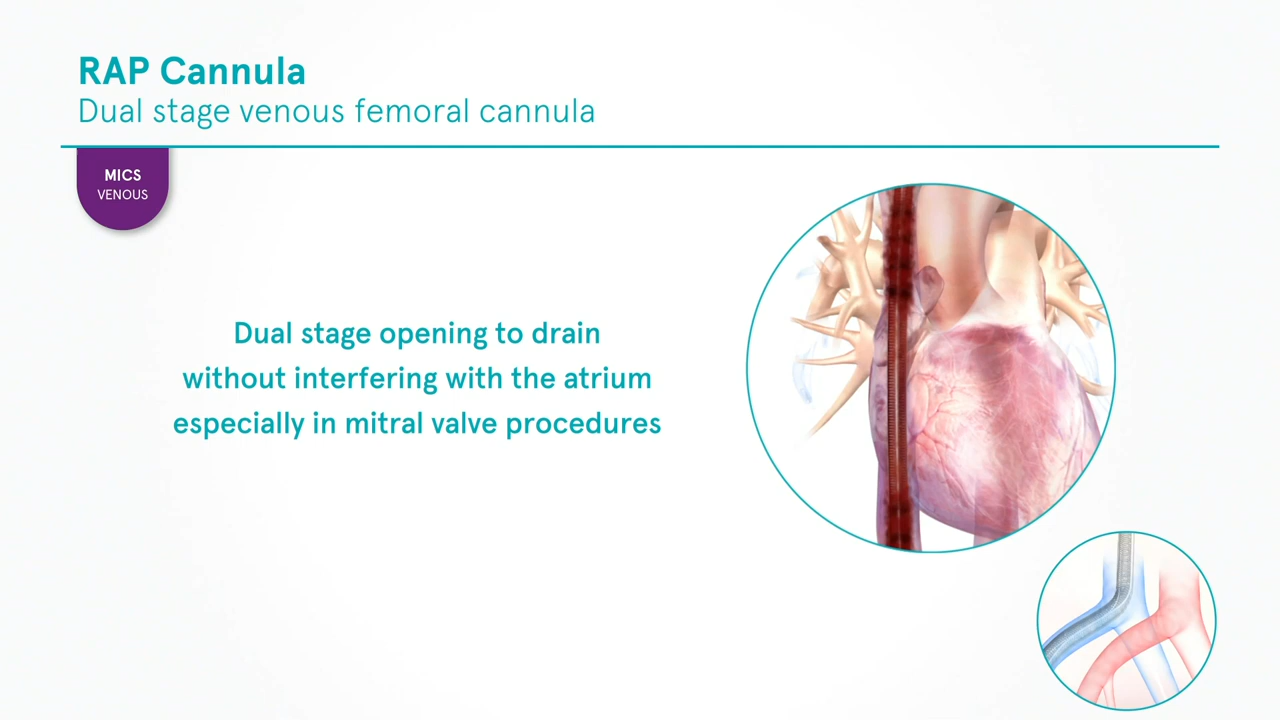 RAP Cannula
Dual stage venous femoral cannula
MICS
VENOUS
Dual stage opening to drain
without interfering with the atrium
especially in mitral valve procedures